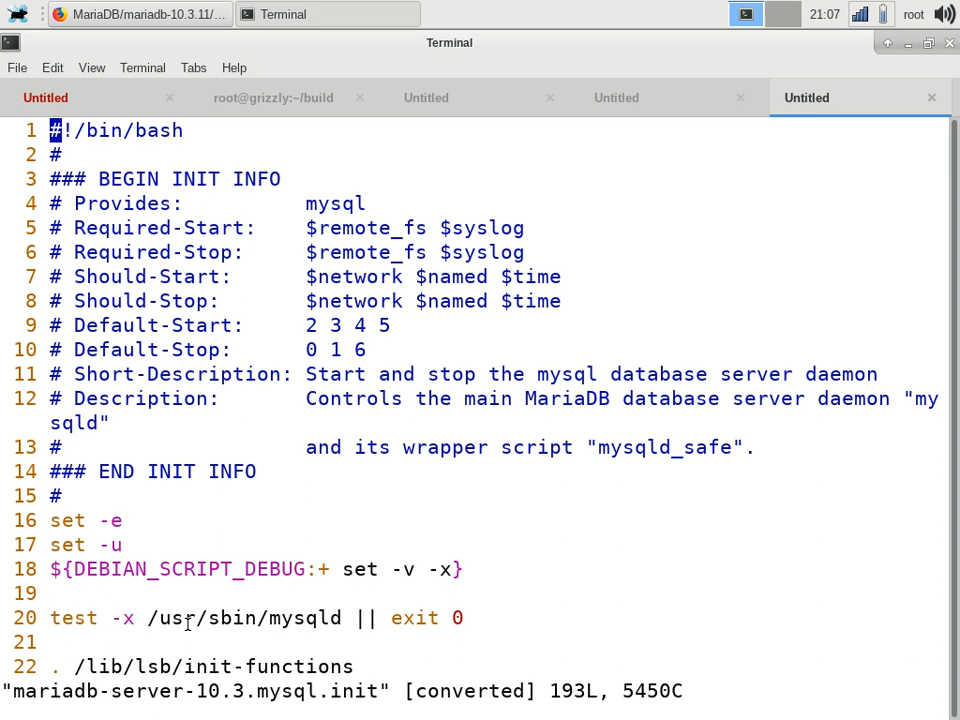 MariaDB/mariadb-10.3.11/... Terminal 21:07 root
Terminal
File Edit View Terminal Tabs Help
Untitled root@grizzly:~/build Untitled Untitled Untitled
1 #!/bin/bash
2 #
3 ### BEGIN INIT INFO
4 # Provides: mysql
5 # Required-Start: $remote_fs $syslog
6 # Required-Stop: $remote_fs $syslog
7 # Should-Start: $network $named $time
8 # Should-Stop: $network $named $time
9 # Default-Start: 2 3 4 5
10 # Default-Stop: 0 1 6
11 # Short-Description: Start and stop the mysql database server daemon
12 # Description: Controls the main MariaDB database server daemon "my
sqld"
13 # and its wrapper script "mysqld_safe".
14 ### END INIT INFO
15 #
16 set -e
17 set -u
18 ${DEBIAN_SCRIPT_DEBUG:+ set -v -x}
19
20 test -x /usr/sbin/mysqld || exit 0
21
22 . /lib/lsb/init-functions
"mariadb-server-10.3.mysql.init" [converted] 193L, 5450C